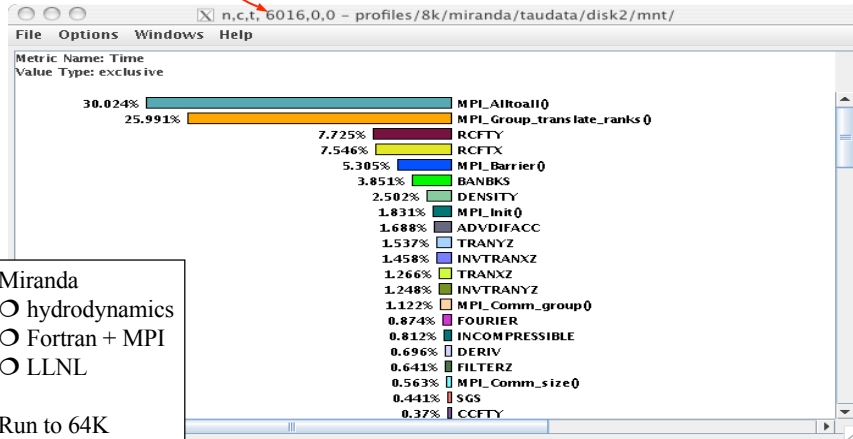 n,c,t, 6016,0,0 – profiles/8k/miranda/taudata/disk2/mnt/
File Options Windows Help
Metric Name: Time
Value Type: exclusive
30.024% MPI_Alltoall()
25.991% MPI_Group_translate_ranks()
7.725% RCFTY
7.546% RCFTX
5.305% MPI_Barrier()
3.851% BANBKS
2.502% DENSITY
1.831% MPI_Init()
1.688% ADVDIFACC
1.537% TRANYZ
1.458% INVTRANXZ
1.266% TRANXZ
1.248% INVTRANYZ
1.122% MPI_Comm_group()
0.874% FOURIER
0.812% INCOMPRESSIBLE
0.696% DERIV
0.641% FILTERZ
0.563% MPI_Comm_size()
0.441% SGS
0.37% CCFTY
Miranda
❍ hydrodynamics
❍ Fortran + MPI
❍ LLNL
Run to 64K